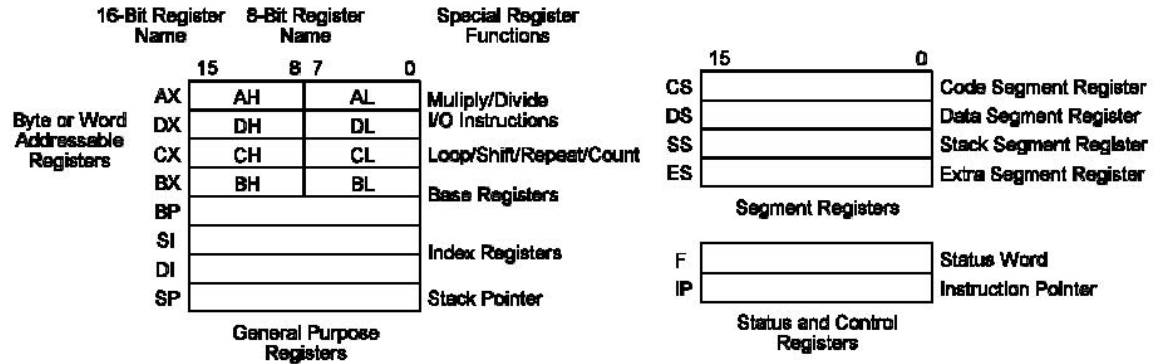 16-Bit Register Name
8-Bit Register Name
Special Register Functions
15
8 7
0
Byte or Word Addressable Registers
AX AH AL Muliply/Divide
DX DH DL I/O Instructions
CX CH CL Loop/Shift/Repeat/Count
BX BH BL
Base Registers
BP
SI
Index Registers
DI
SP Stack Pointer
General Purpose Registers
15
0
CS Code Segment Register
DS Data Segment Register
SS Stack Segment Register
ES Extra Segment Register
Segment Registers
F Status Word
IP Instruction Pointer
Status and Control Registers